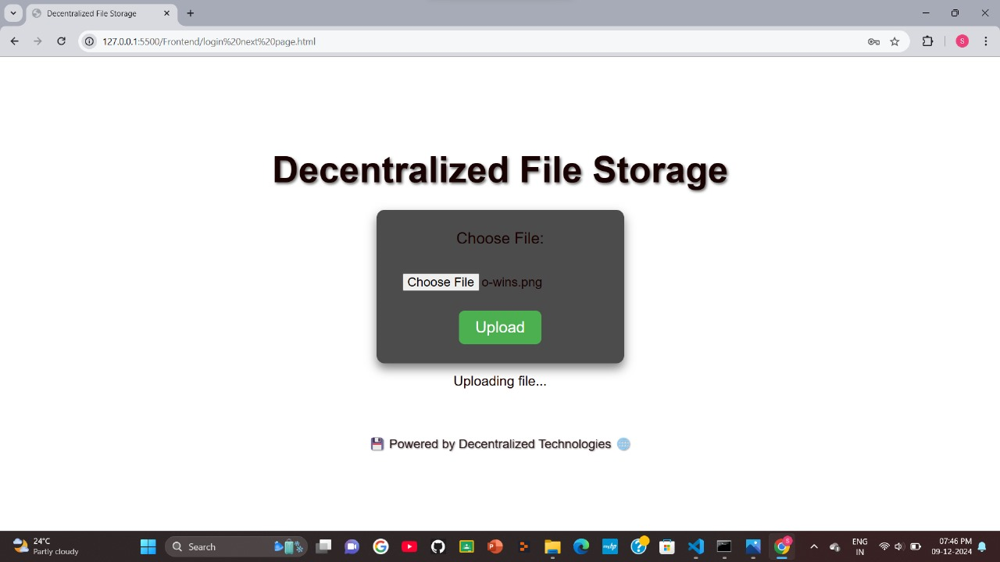 Decentralized File Storage
127.0.0.1:5500/Frontend/login%20next%20page.html
S
Decentralized File Storage
Choose File:
Choose File o-wins.png
Upload
Uploading file...
💾 Powered by Decentralized Technologies 🌐
24°C
Partly cloudy
Search
myhp
S
ENG
IN
07:46 PM
09-12-2024